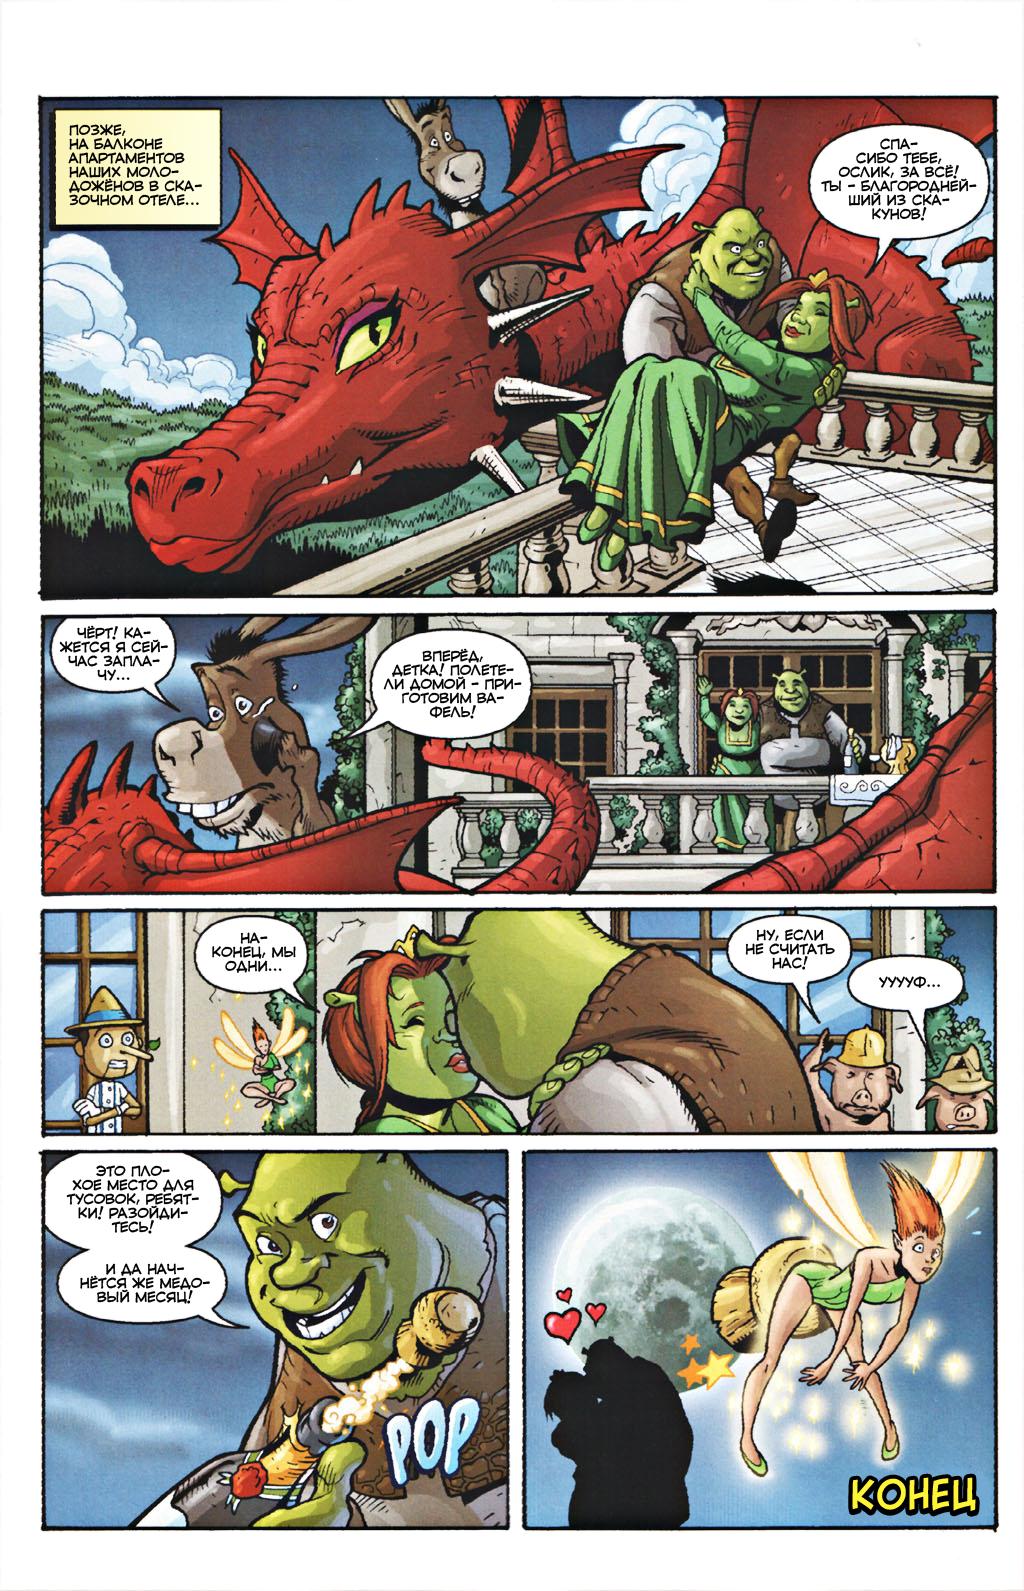 ПОЗЖЕ,
НА БАЛКОНЕ
АПАРТАМЕНТОВ
НАШИХ МОЛО-
ДОЖЁНОВ В СКА-
ЗОЧНОМ ОТЕЛЕ...
СПА-
СИБО ТЕБЕ,
ОСЛИК, ЗА ВСЁ!
ТЫ - БЛАГОРОДНЕЙ-
ШИЙ ИЗ СКА-
КУНОВ!
ЧЁРТ! КА-
ЖЕТСЯ Я СЕЙ-
ЧАС ЗАПЛА-
ЧУ...
ВПЕРЁД,
ДЕТКА! ПОЛЕТЕ-
ЛИ ДОМОЙ - ПРИ-
ГОТОВИМ ВА-
ФЕЛЬ!
НА-
КОНЕЦ, МЫ
ОДНИ...
НУ, ЕСЛИ
НЕ СЧИТАТЬ
НАС!
УУУУФ...
ЭТО ПЛО-
ХОЕ МЕСТО ДЛЯ
ТУСОВОК, РЕБЯТ-
КИ! РАЗОЙДИ-
ТЕСЬ!
И ДА НАЧ-
НЁТСЯ ЖЕ МЕДО-
ВЫЙ МЕСЯЦ!
POP
КОНЕЦ